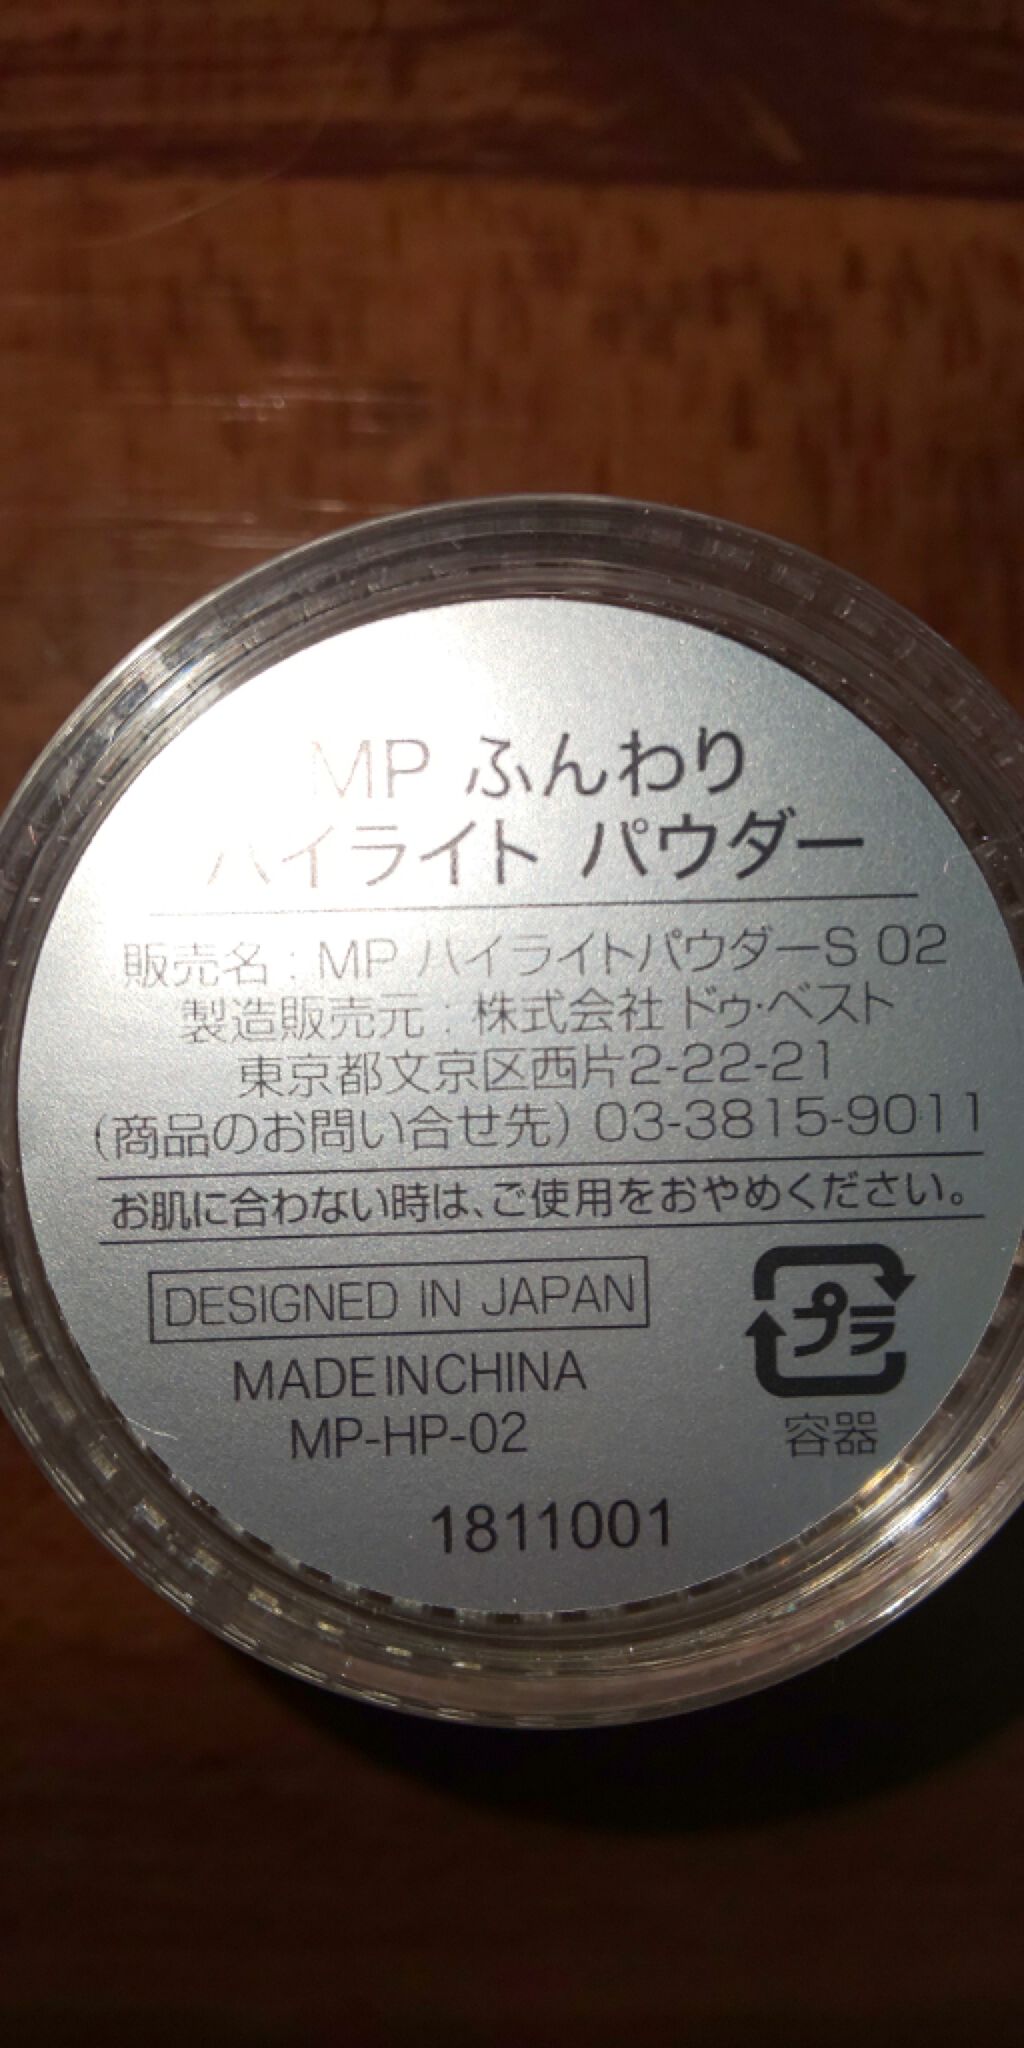 MP ふんわり
ハイライト パウダー
販売名 : MP ハイライトパウダーS 02
製造販売元 : 株式会社 ドゥ・ベスト
東京都文京区西片2-22-21
(商品のお問い合せ先) 03-3815-9011
お肌に合わない時は、ご使用をおやめください。
DESIGNED IN JAPAN
MADE IN CHINA
MP-HP-02
プラ
容器
1811001